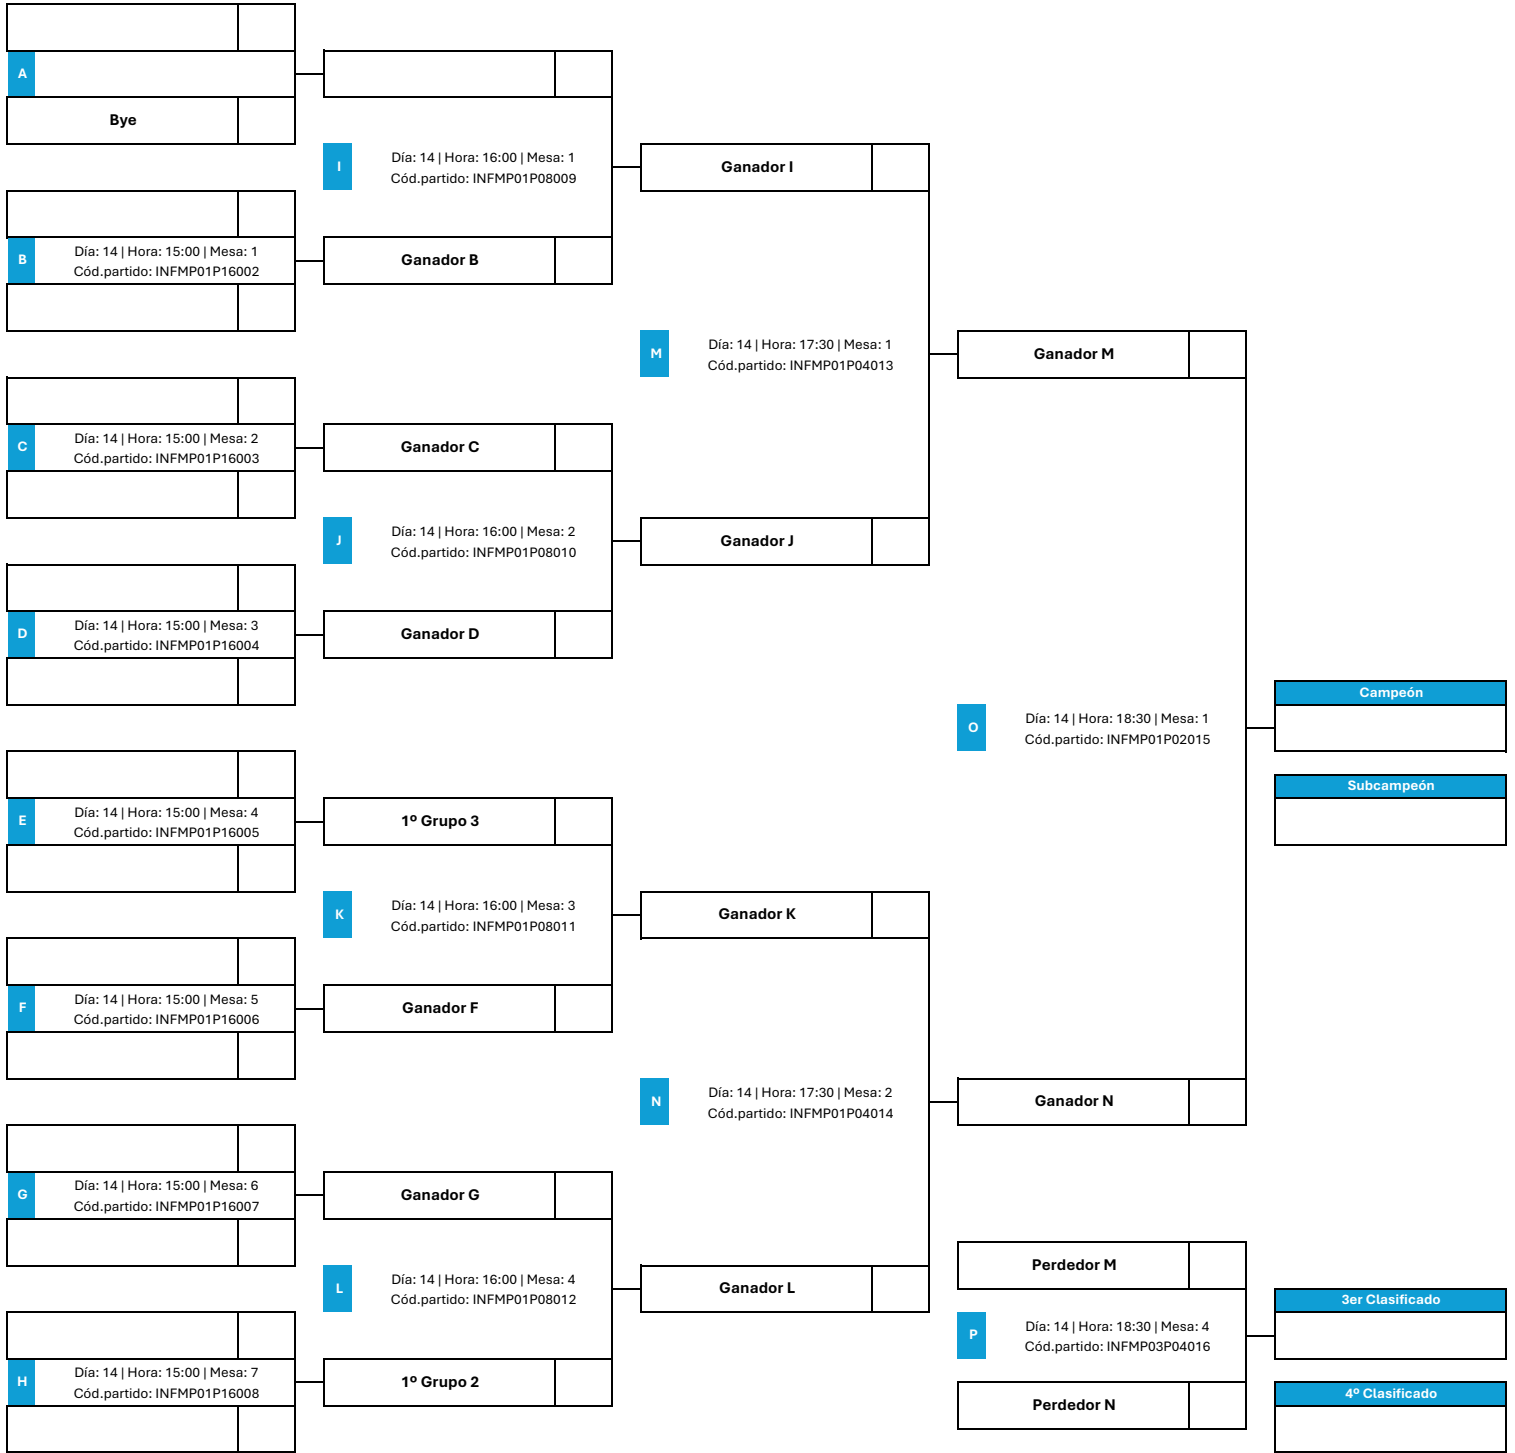 A
Bye
B
Día: 14 | Hora: 15:00 | Mesa: 1
Cód.partido: INFMP01P16002
C
Día: 14 | Hora: 15:00 | Mesa: 2
Cód.partido: INFMP01P16003
D
Día: 14 | Hora: 15:00 | Mesa: 3
Cód.partido: INFMP01P16004
E
Día: 14 | Hora: 15:00 | Mesa: 4
Cód.partido: INFMP01P16005
F
Día: 14 | Hora: 15:00 | Mesa: 5
Cód.partido: INFMP01P16006
G
Día: 14 | Hora: 15:00 | Mesa: 6
Cód.partido: INFMP01P16007
H
Día: 14 | Hora: 15:00 | Mesa: 7
Cód.partido: INFMP01P16008
I
Día: 14 | Hora: 16:00 | Mesa: 1
Cód.partido: INFMP01P08009
Ganador B
Ganador C
J
Día: 14 | Hora: 16:00 | Mesa: 2
Cód.partido: INFMP01P08010
Ganador D
1º Grupo 3
K
Día: 14 | Hora: 16:00 | Mesa: 3
Cód.partido: INFMP01P08011
Ganador F
Ganador G
L
Día: 14 | Hora: 16:00 | Mesa: 4
Cód.partido: INFMP01P08012
1º Grupo 2
Ganador I
M
Día: 14 | Hora: 17:30 | Mesa: 1
Cód.partido: INFMP01P04013
Ganador J
Ganador K
N
Día: 14 | Hora: 17:30 | Mesa: 2
Cód.partido: INFMP01P04014
Ganador L
Ganador M
O
Día: 14 | Hora: 18:30 | Mesa: 1
Cód.partido: INFMP01P02015
Ganador N
Campeón
Subcampeón
Perdedor M
P
Día: 14 | Hora: 18:30 | Mesa: 4
Cód.partido: INFMP03P04016
Perdedor N
3er Clasificado
4º Clasificado